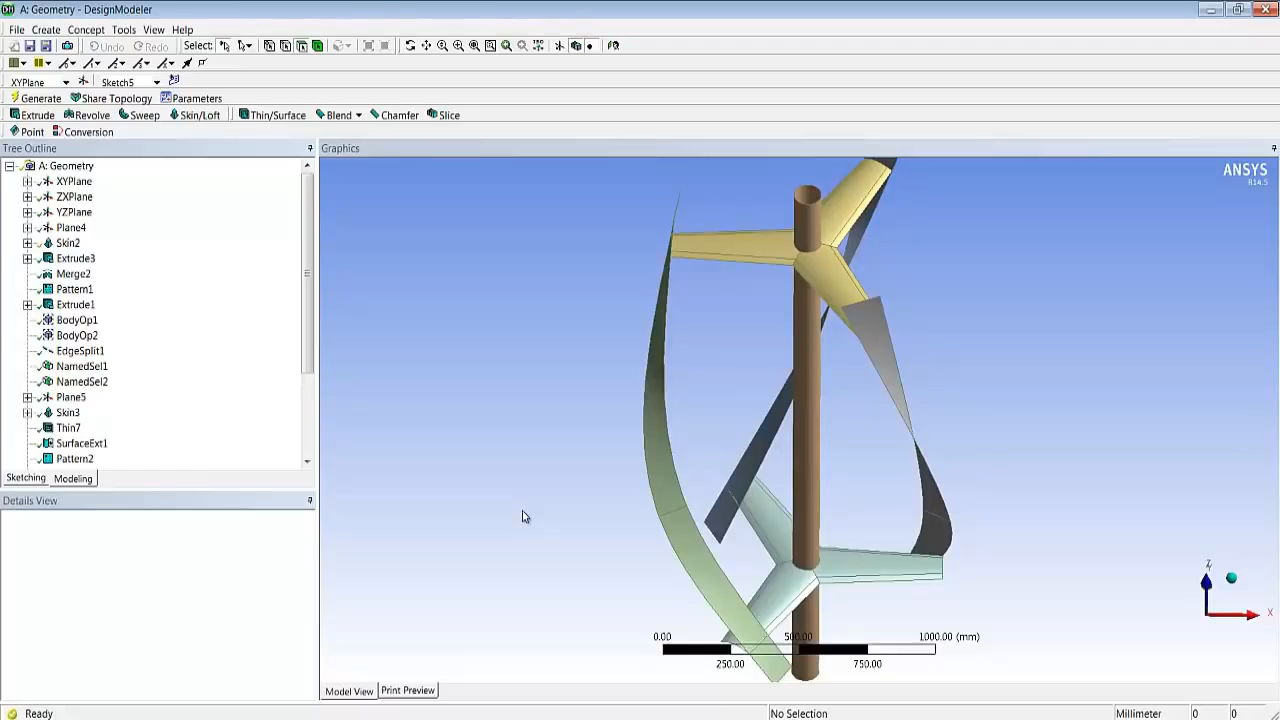 A: Geometry - DesignModeler
File Create Concept Tools View Help
Undo Redo Select:
XYPlane Sketch5
Generate Share Topology Parameters
Extrude Revolve Sweep Skin/Loft Thin/Surface Blend Chamfer Slice
Point Conversion
Tree Outline Graphics
A: Geometry
XYPlane
ZXPlane
YZPlane
Plane4
Skin2
Extrude3
Merge2
Pattern1
Extrude1
BodyOp1
BodyOp2
EdgeSplit1
NamedSel1
NamedSel2
Plane5
Skin3
Thin7
SurfaceExt1
Pattern2
Sketching Modeling
Details View
ANSYS
R14.5
Z
X
0.00 500.00 1000.00 (mm)
250.00 750.00
Model View Print Preview
Ready No Selection Millimeter 0 0